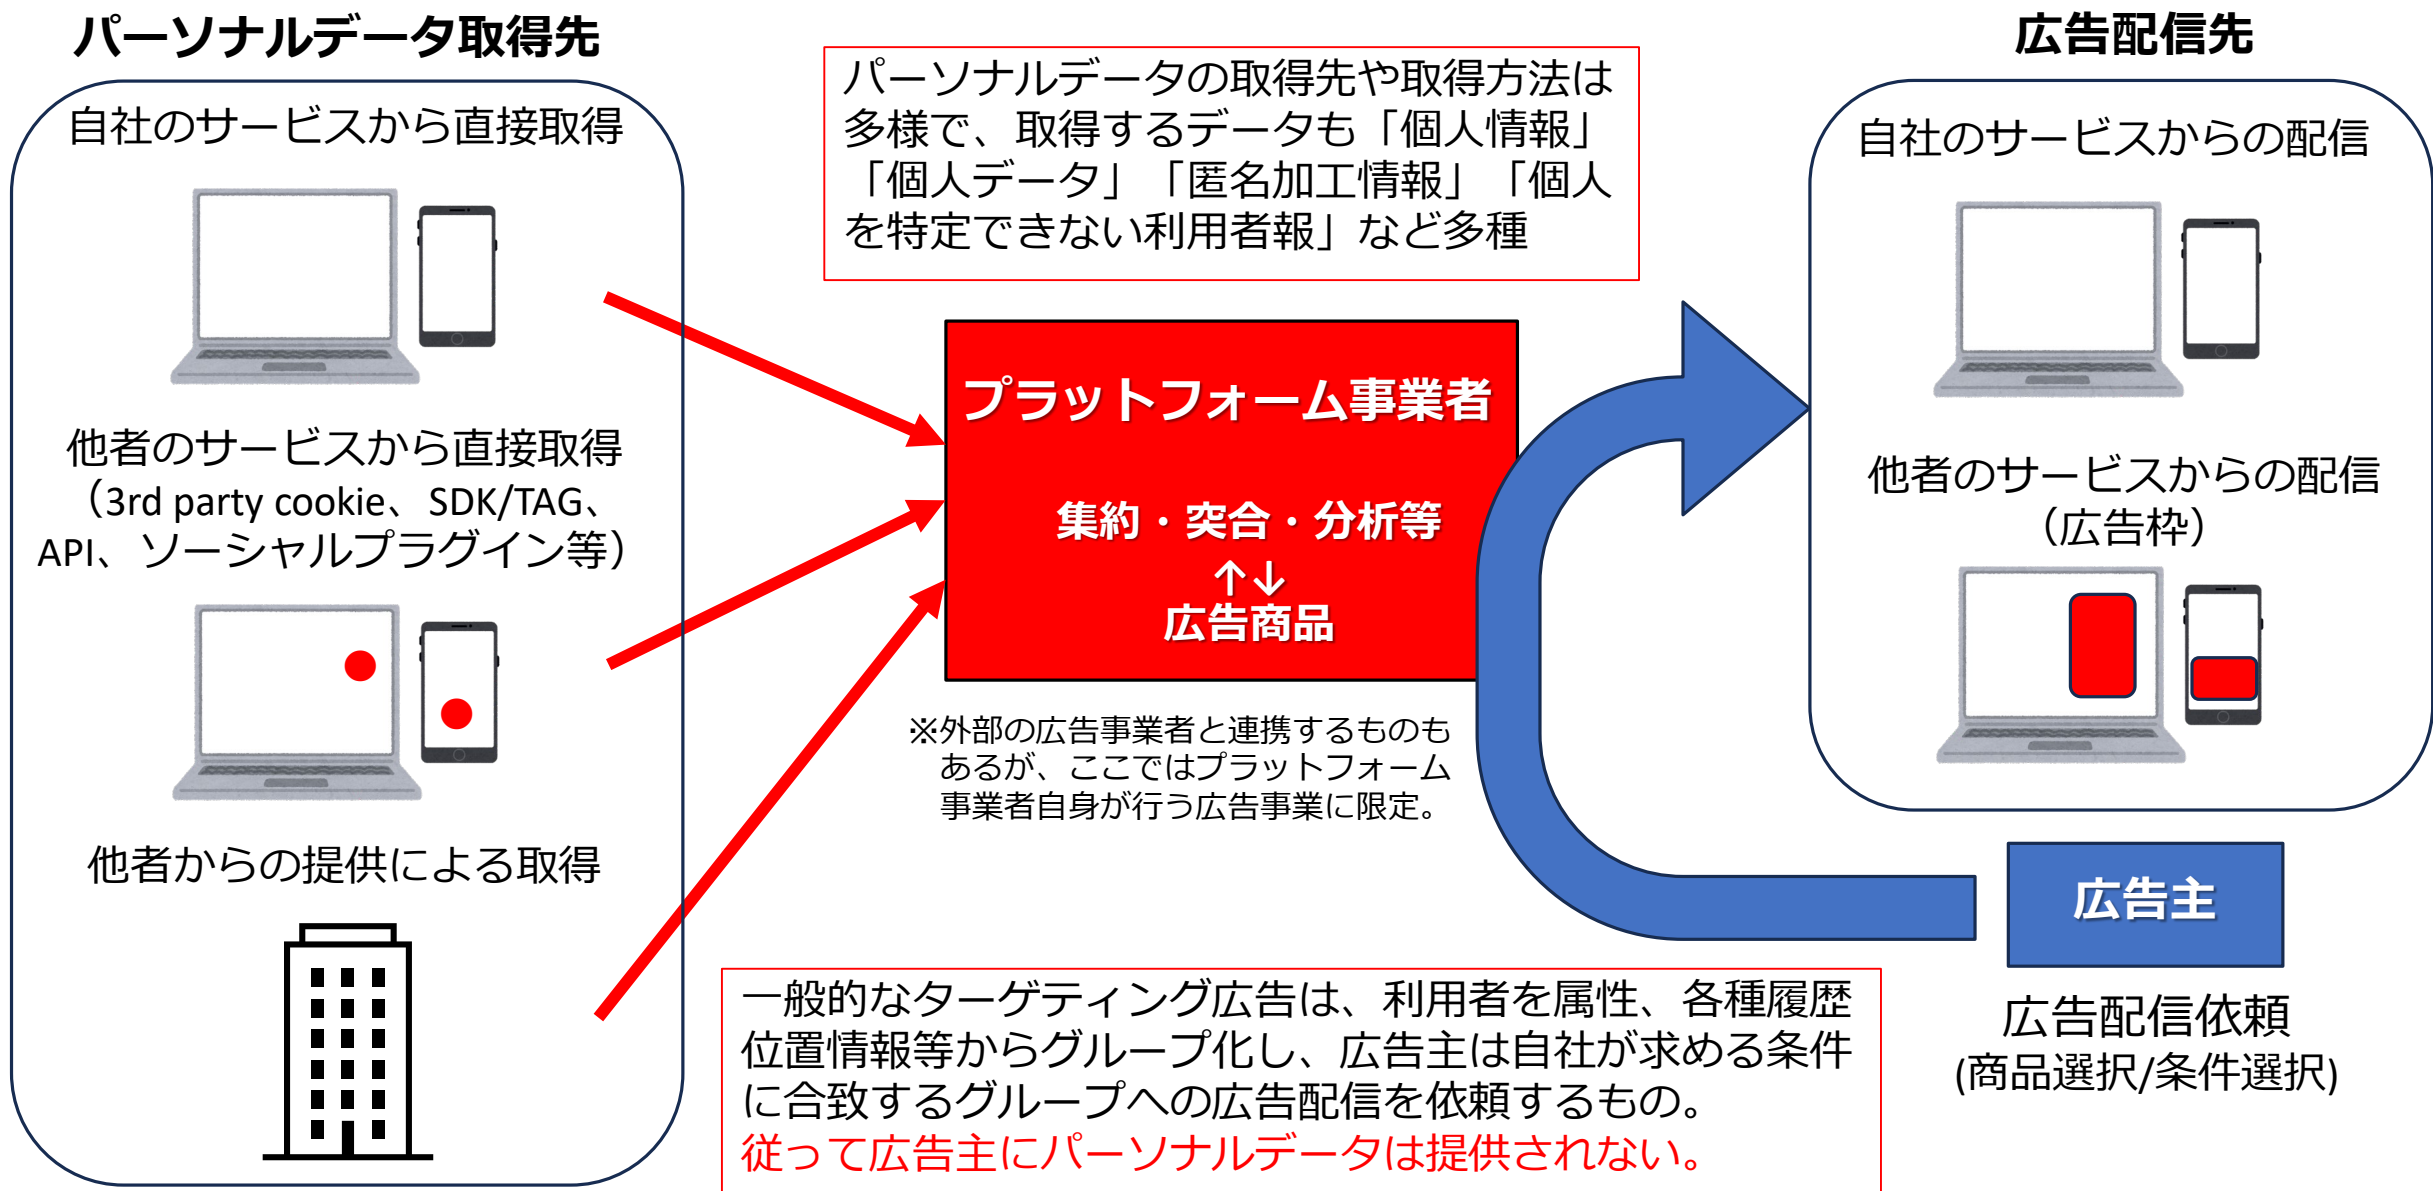 パーソナルデータ取得先
自社のサービスから直接取得
他者のサービスから直接取得
（3rd party cookie、SDK/TAG、
API、ソーシャルプラグイン等）
他者からの提供による取得
パーソナルデータの取得先や取得方法は
多様で、取得するデータも「個人情報」
「個人データ」「匿名加工情報」「個人
を特定できない利用者報」など多種
プラットフォーム事業者
集約・突合・分析等
↑↓
広告商品
※外部の広告事業者と連携するものも
あるが、ここではプラットフォーム
事業者自身が行う広告事業に限定。
一般的なターゲティング広告は、利用者を属性、各種履歴
位置情報等からグループ化し、広告主は自社が求める条件
に合致するグループへの広告配信を依頼するもの。
従って広告主にパーソナルデータは提供されない。
広告配信先
自社のサービスからの配信
他者のサービスからの配信
（広告枠）
広告主
広告配信依頼
(商品選択/条件選択)